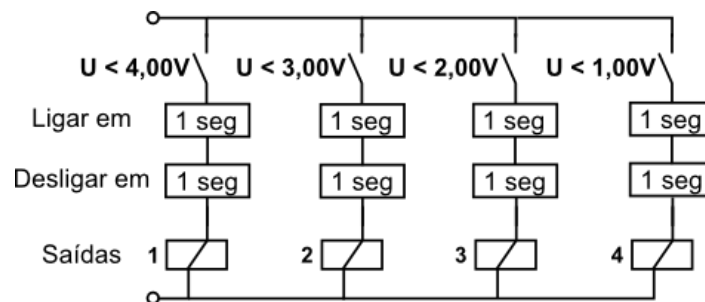 U < 4,00V U < 3,00V U < 2,00V U < 1,00V
Ligar em 1 seg 1 seg 1 seg 1 seg
Desligar em 1 seg 1 seg 1 seg 1 seg
Saídas 1 2 3 4